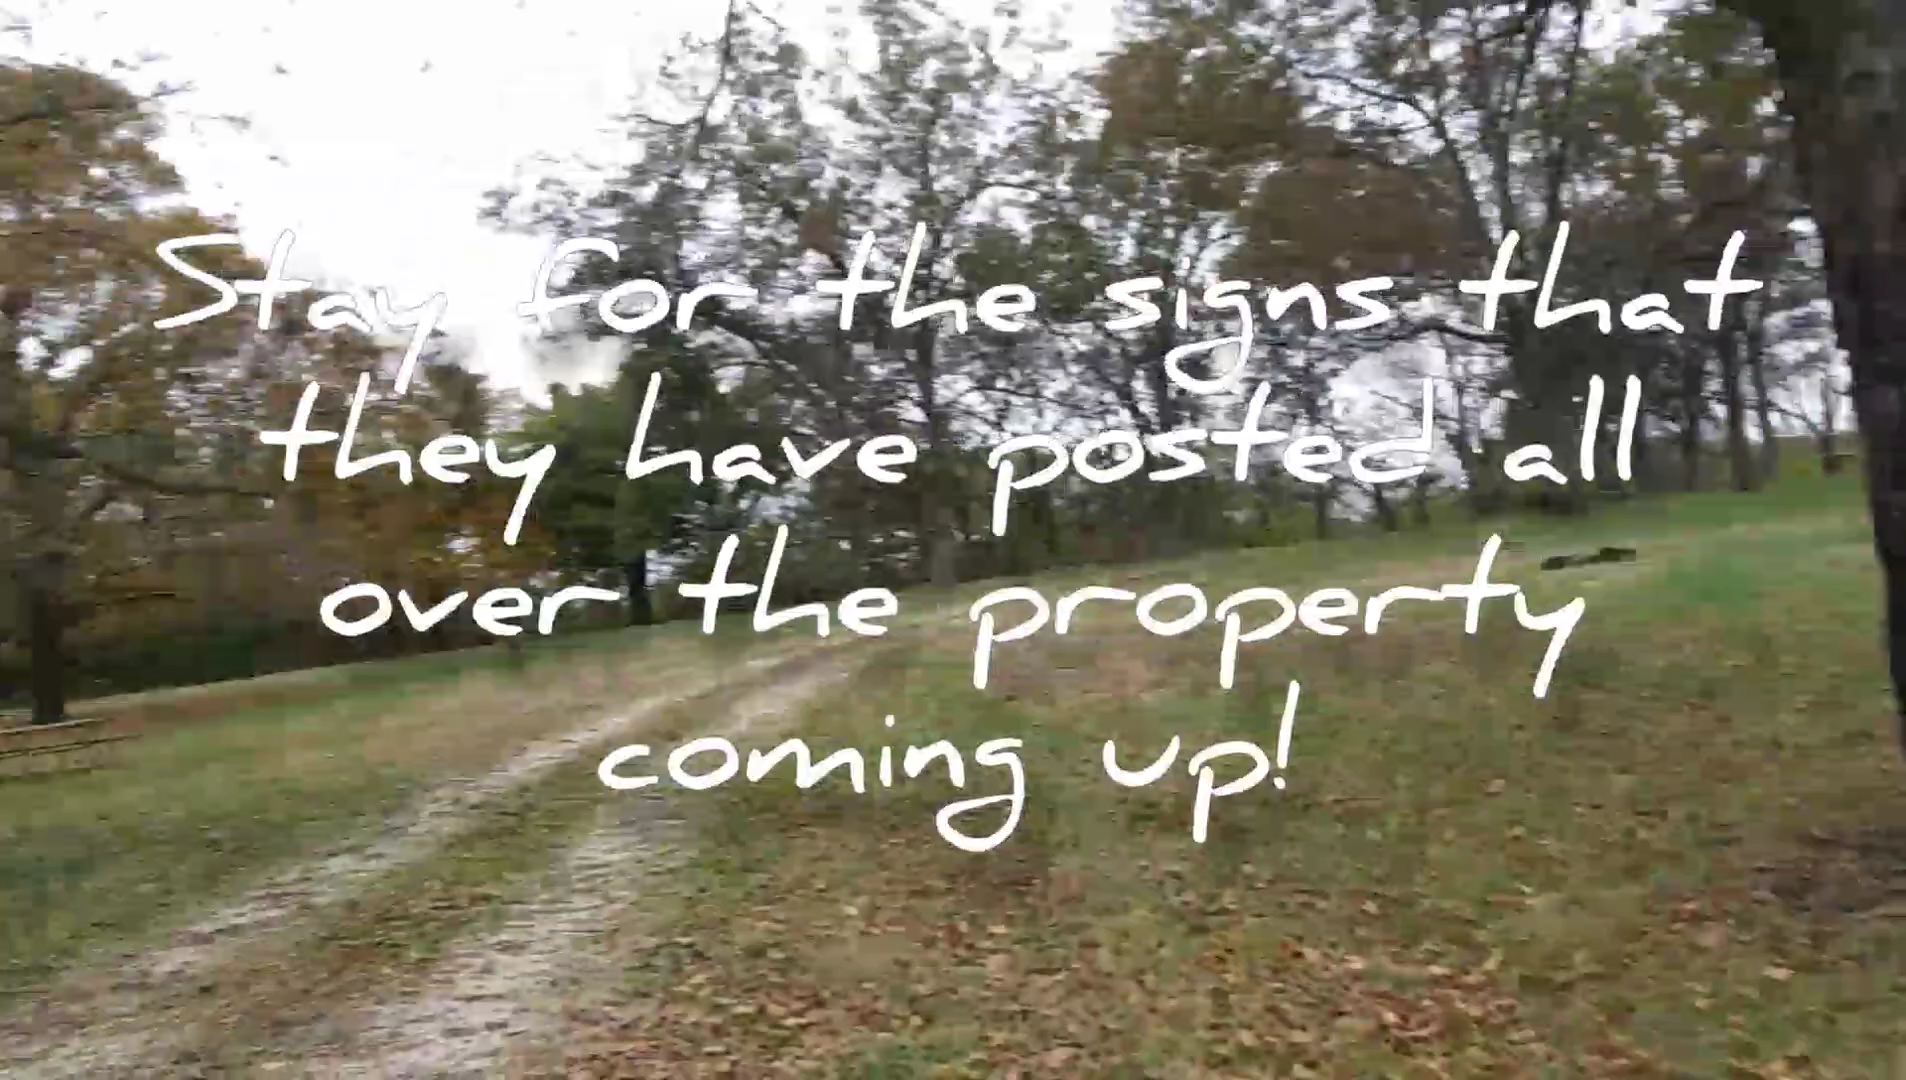 Stay for the signs that
they have posted all
over the property
coming up!